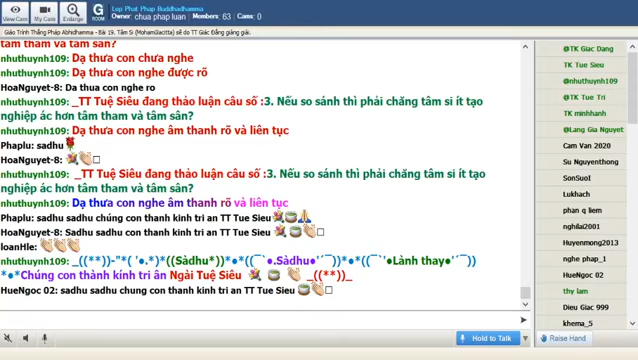 View Cam
My Cam
Enlarge
G
ROOM
Lep Phat Phap Buddhadhamma
Owner: chua phap luan / Members: 63 / Cams: 0
Giáo Trình Thắng Pháp Abhidhamma - Bài 19. Tâm Si (MohamGacitta) sẽ do TT Giác Đẳng giảng giải.
tâm tham và tâm sân?
nhuthuynh109: Dạ thưa con chưa nghe
nhuthuynh109: Dạ thưa con nghe được rõ
HoaNguyet-8: Da thua con nghe ro
nhuthuynh109: _TT Tuệ Siêu đang thảo luận câu số :3. Nếu so sánh thì phải chăng tâm si ít tạo
nghiệp ác hơn tâm tham và tâm sân?
nhuthuynh109: Dạ thưa con nghe âm thanh rõ và liên tục
Phaplu: sadhu
HoaNguyet-8:
nhuthuynh109: _TT Tuệ Siêu đang thảo luận câu số :3. Nếu so sánh thì phải chăng tâm si ít tạo
nghiệp ác hơn tâm tham và tâm sân?
nhuthuynh109: Dạ thưa con nghe âm thanh rõ và liên tục
Phaplu: sadhu sadhu chúng con thanh kinh tri an TT Tue Sieu
HoaNguyet-8: Sadhu sadhu chung con thanh kinh tri an TT Tue Sieu
loanHle:
nhuthuynh109: _((**)-"*( '•.*)•((Sàdhu*)•●((¯`●.Sàdhu●'´¯))*●*((¯`●'●Lành thay●'´¯))
*●*Chúng con thành kính tri ân Ngài Tuệ Siêu _((**))_
HueNgoc 02: sadhu sadhu chung con thanh kinh tri an TT Tue Sieu
@TK Giac Dang
TK Tue Sieu
@nhuthuynh109
@TK Tue Tri
TK minhhanh
@Lang Gia Nguyet
Cam Van 2020
Su Nguyenthong
SonSuoI
Lukhach
phan q liem
nghilai2001
Huyenmong2013
nghe phap_1
HueNgoc 02
thy lam
Dieu Giac 999
khema_5
Hold to Talk
Raise Hand